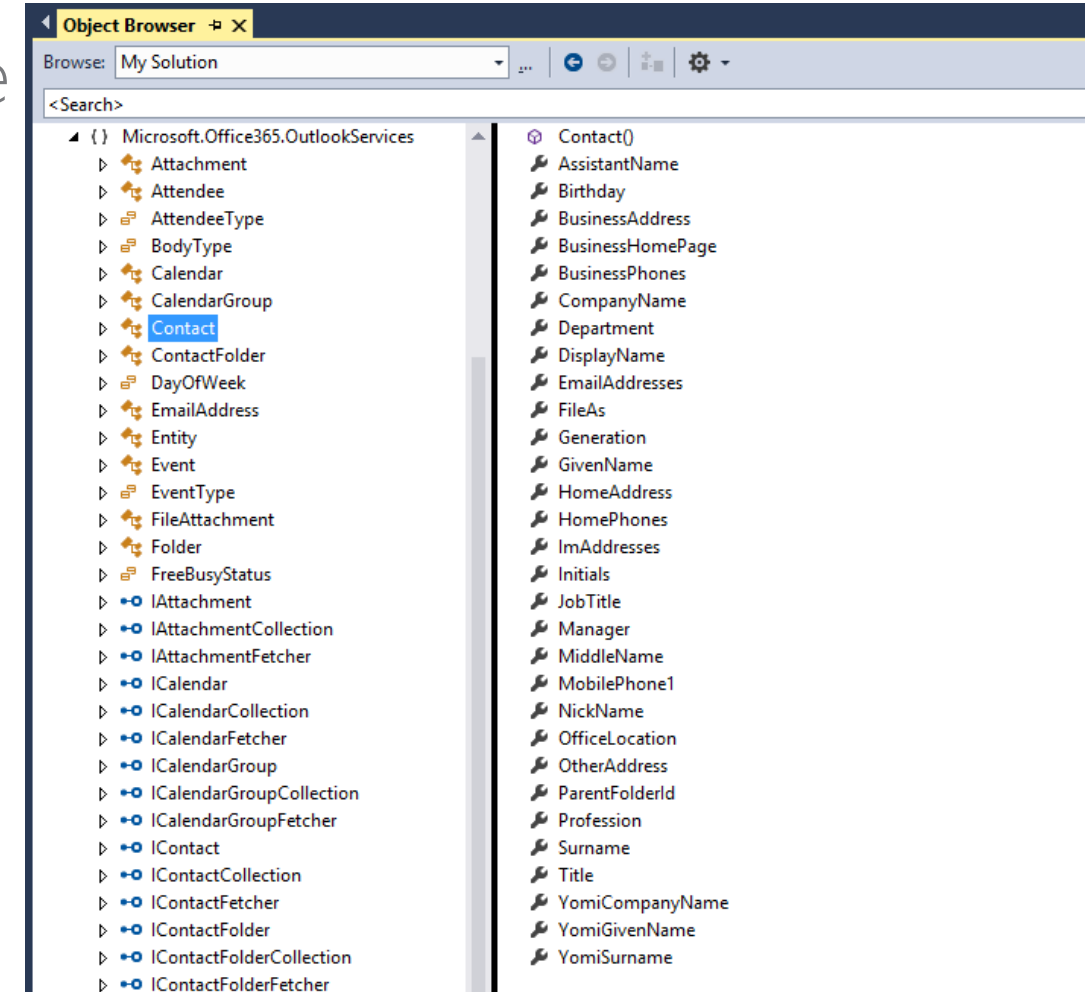 Object Browser
e
Browse: My Solution ...
<Search>
{ } Microsoft.Office365.OutlookServices
Attachment
Attendee
AttendeeType
BodyType
Calendar
CalendarGroup
Contact
ContactFolder
DayOfWeek
EmailAddress
Entity
Event
EventType
FileAttachment
Folder
FreeBusyStatus
IAttachment
IAttachmentCollection
IAttachmentFetcher
ICalendar
ICalendarCollection
ICalendarFetcher
ICalendarGroup
ICalendarGroupCollection
ICalendarGroupFetcher
IContact
IContactCollection
IContactFetcher
IContactFolder
IContactFolderCollection
IContactFolderFetcher
Contact()
AssistantName
Birthday
BusinessAddress
BusinessHomePage
BusinessPhones
CompanyName
Department
DisplayName
EmailAddresses
FileAs
Generation
GivenName
HomeAddress
HomePhones
ImAddresses
Initials
JobTitle
Manager
MiddleName
MobilePhone1
NickName
OfficeLocation
OtherAddress
ParentFolderId
Profession
Surname
Title
YomiCompanyName
YomiGivenName
YomiSurname